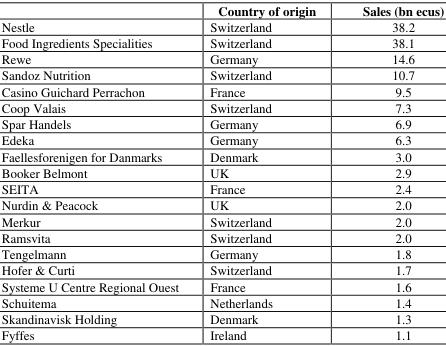 Country of origin Sales (bn ecus)
Nestle Switzerland 38.2
Food Ingredients Specialities Switzerland 38.1
Rewe Germany 14.6
Sandoz Nutrition Switzerland 10.7
Casino Guichard Perrachon France 9.5
Coop Valais Switzerland 7.3
Spar Handels Germany 6.9
Edeka Germany 6.3
Faellesforenigen for Danmarks Denmark 3.0
Booker Belmont UK 2.9
SEITA France 2.4
Nurdin & Peacock UK 2.0
Merkur Switzerland 2.0
Ramsvita Switzerland 2.0
Tengelmann Germany 1.8
Hofer & Curti Switzerland 1.7
Systeme U Centre Regional Ouest France 1.6
Schuitema Netherlands 1.4
Skandinavisk Holding Denmark 1.3
Fyffes Ireland 1.1